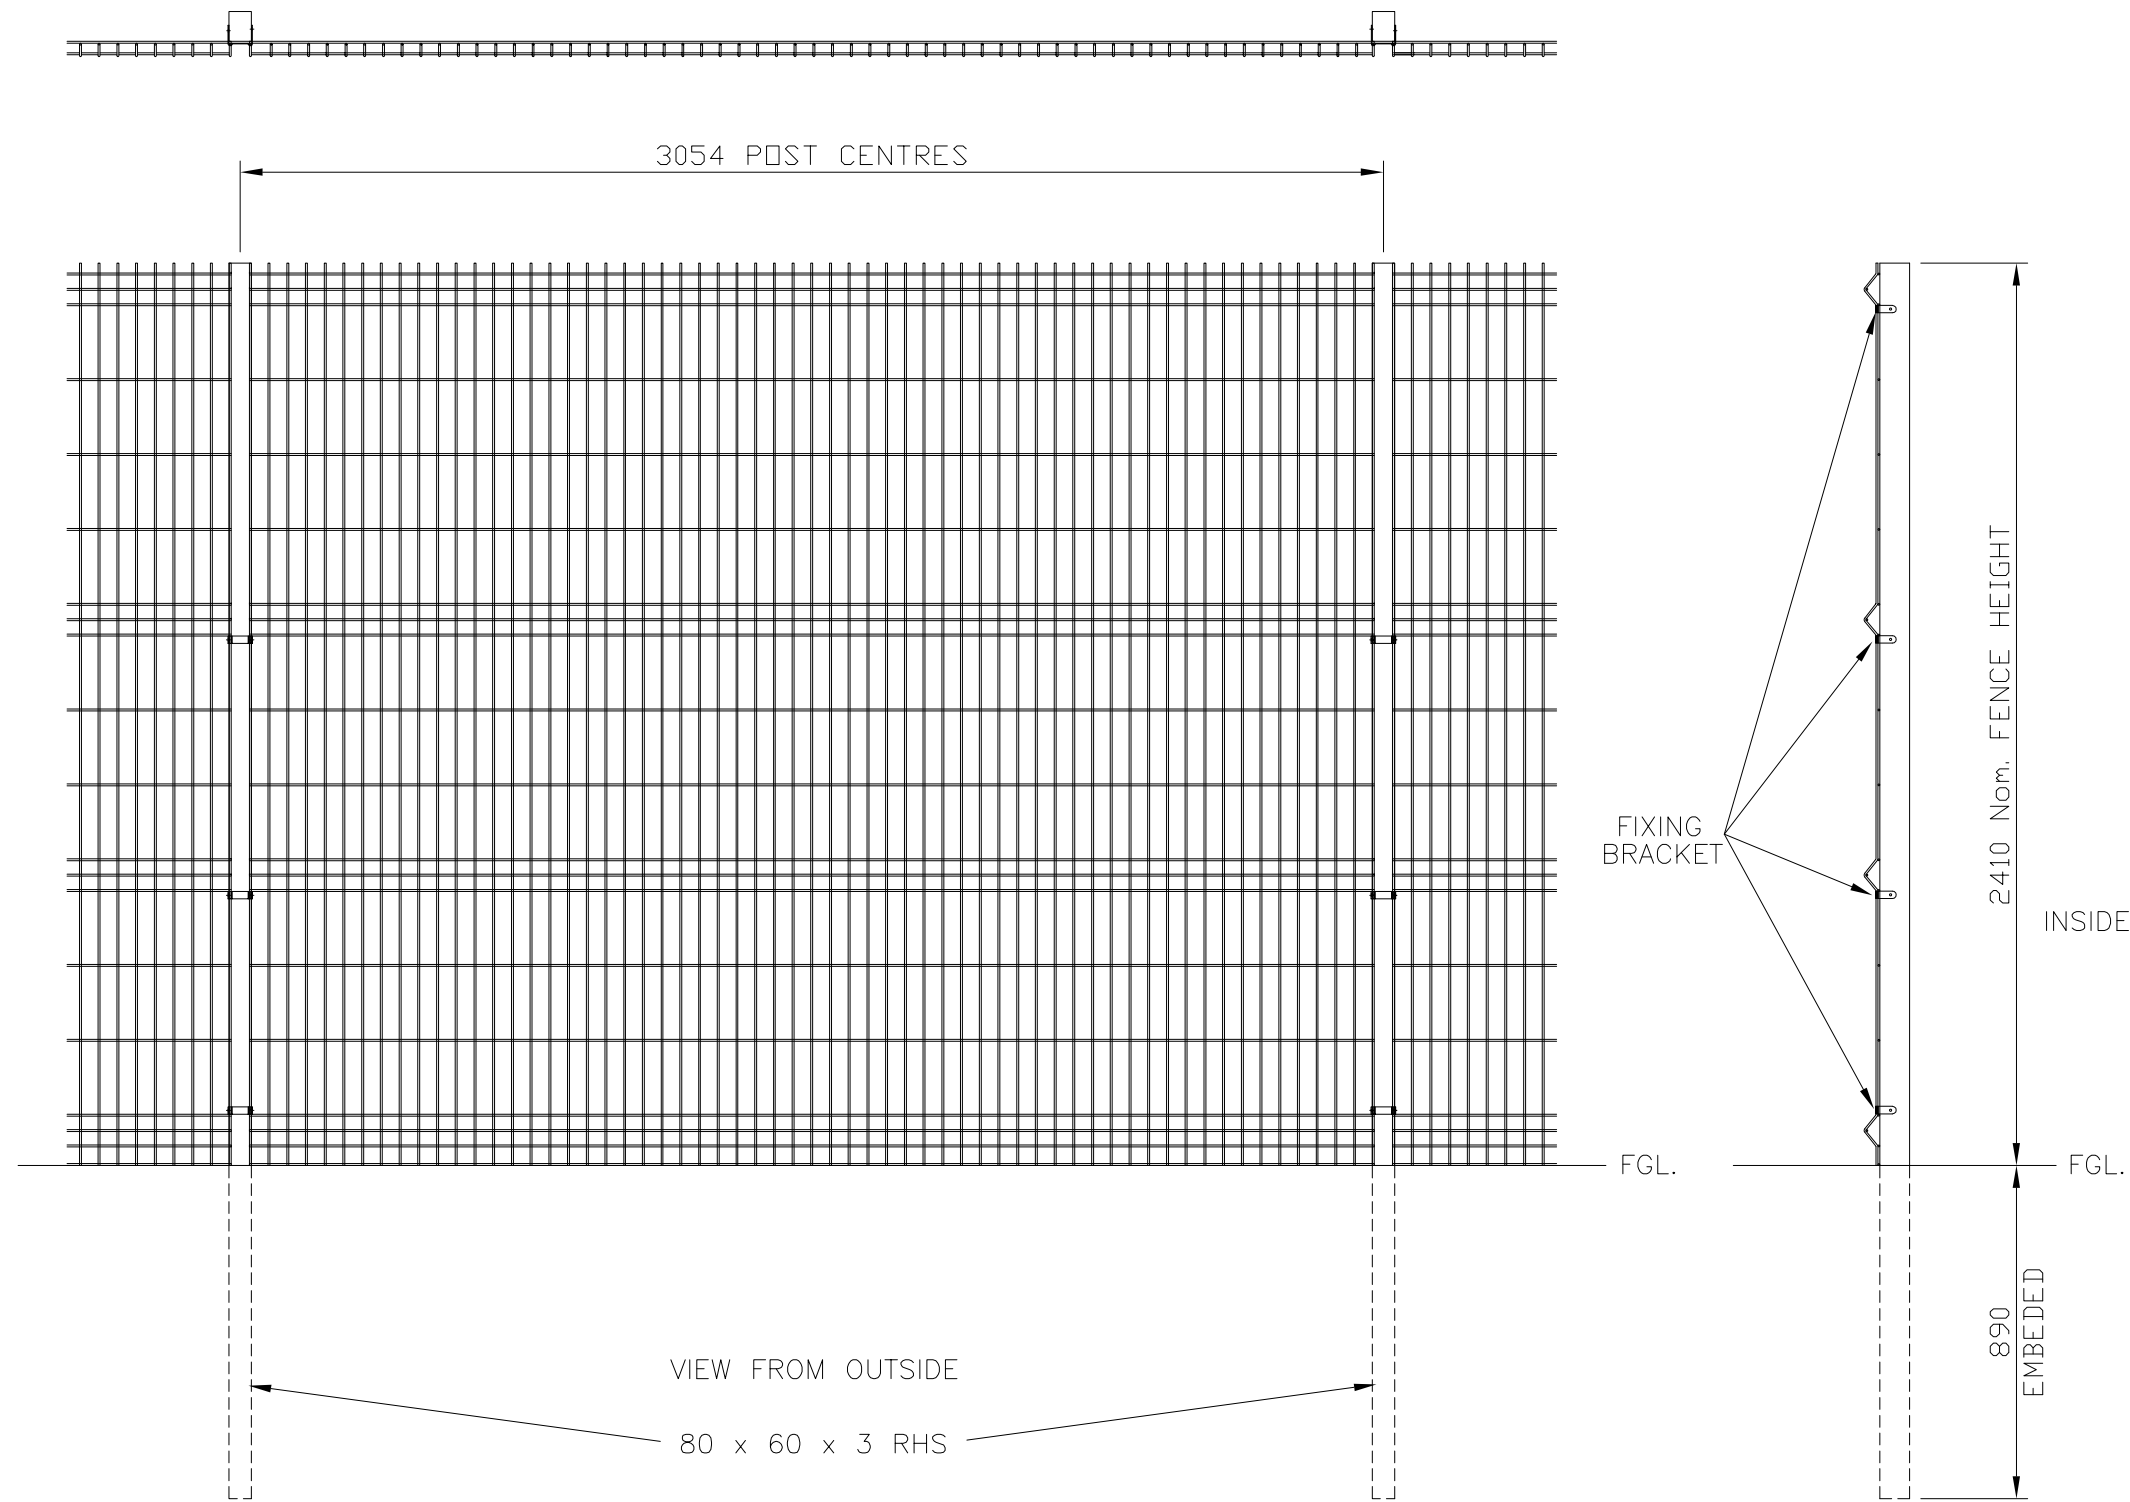 3054 POST CENTRES
2410 Nom. FENCE HEIGHT
FIXING
BRACKET
INSIDE
FGL.
FGL.
890
EMBEDED
VIEW FROM OUTSIDE
80 x 60 x 3 RHS